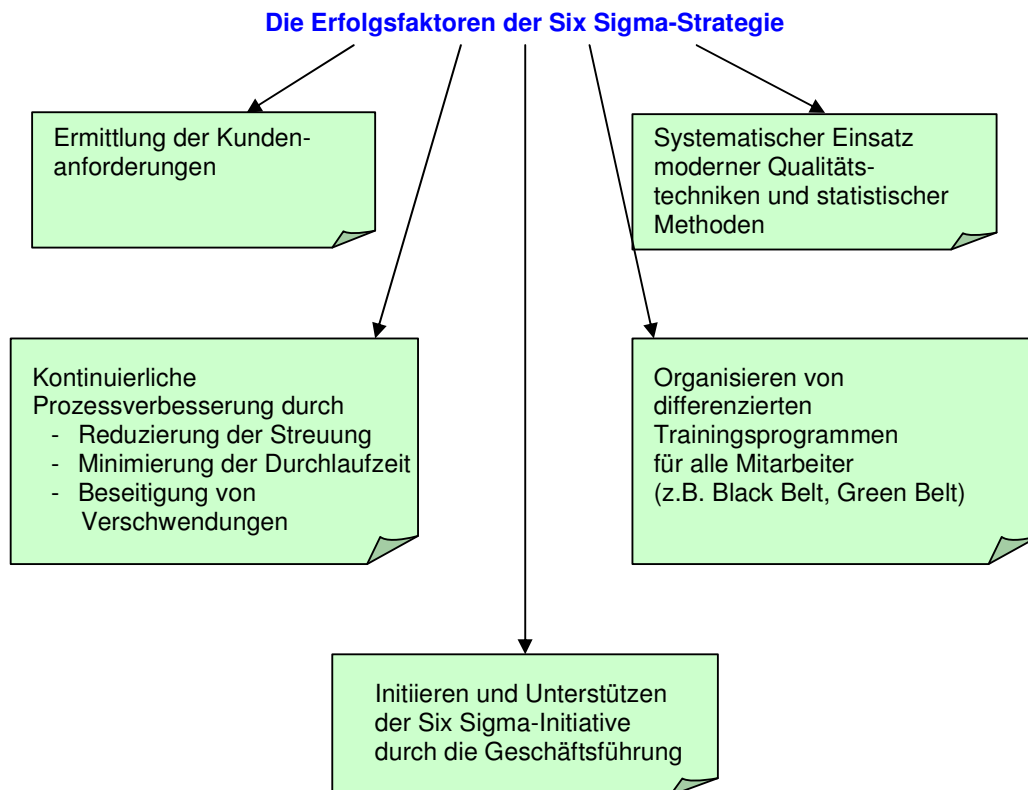 Die Erfolgsfaktoren der Six Sigma-Strategie
Ermittlung der Kunden-
anforderungen
Systematischer Einsatz
moderner Qualitäts-
techniken und statistischer
Methoden
Kontinuierliche
Prozessverbesserung durch
- Reduzierung der Streuung
- Minimierung der Durchlaufzeit
- Beseitigung von
Verschwendungen
Organisieren von
differenzierten
Trainingsprogrammen
für alle Mitarbeiter
(z.B. Black Belt, Green Belt)
Initiieren und Unterstützen
der Six Sigma-Initiative
durch die Geschäftsführung